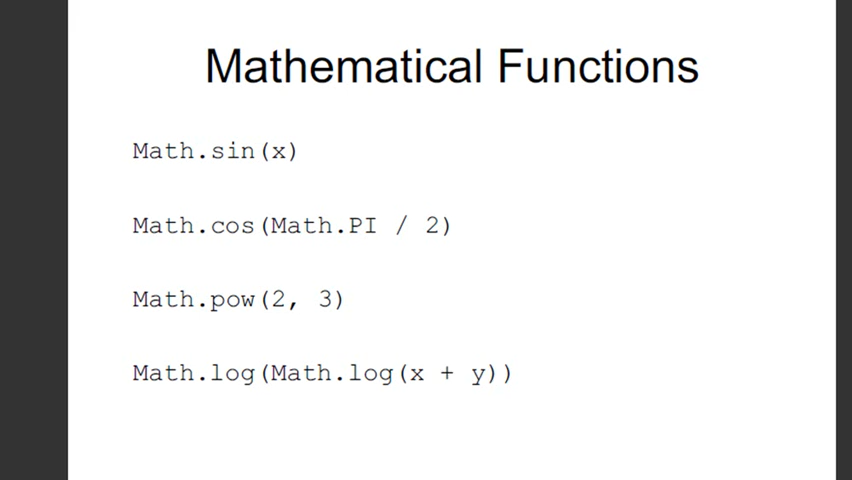 Mathematical Functions
Math.sin(x)
Math.cos(Math.PI / 2)
Math.pow(2, 3)
Math.log(Math.log(x + y))